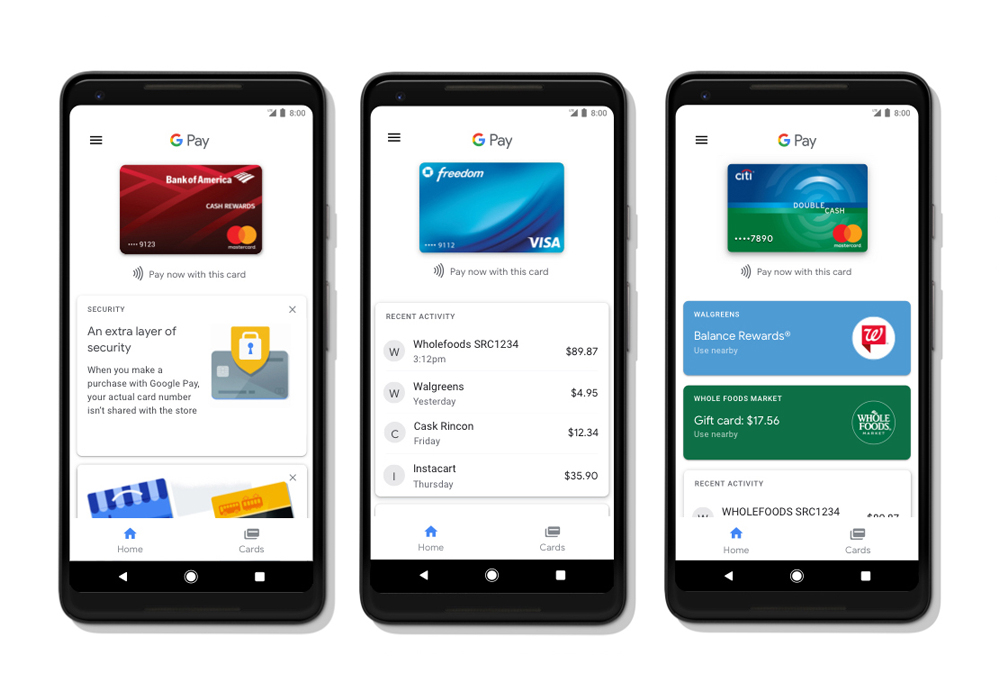 8:00
G Pay
Bank of America
CASH REWARDS
•••• 9123
mastercard
Pay now with this card
SECURITY
An extra layer of
security
When you make a
purchase with Google Pay,
your actual card number
isn't shared with the store
Home
Cards
8:00
G Pay
freedom
•••• 9112
VISA
Pay now with this card
RECENT ACTIVITY
W
Wholefoods SRC1234
3:12pm
$89.87
W
Walgreens
Yesterday
$4.95
C
Cask Rincon
Friday
$12.34
I
Instacart
Thursday
$35.90
Home
Cards
8:00
G Pay
citi
DOUBLE
CASH
••••7890
mastercard
Pay now with this card
WALGREENS
Balance Rewards®
Use nearby
W
WHOLE FOODS MARKET
Gift card: $17.56
Use nearby
WHOLE
FOODS
MARKET
RECENT ACTIVITY
WHOLEFOODS SRC1234
Home
Cards